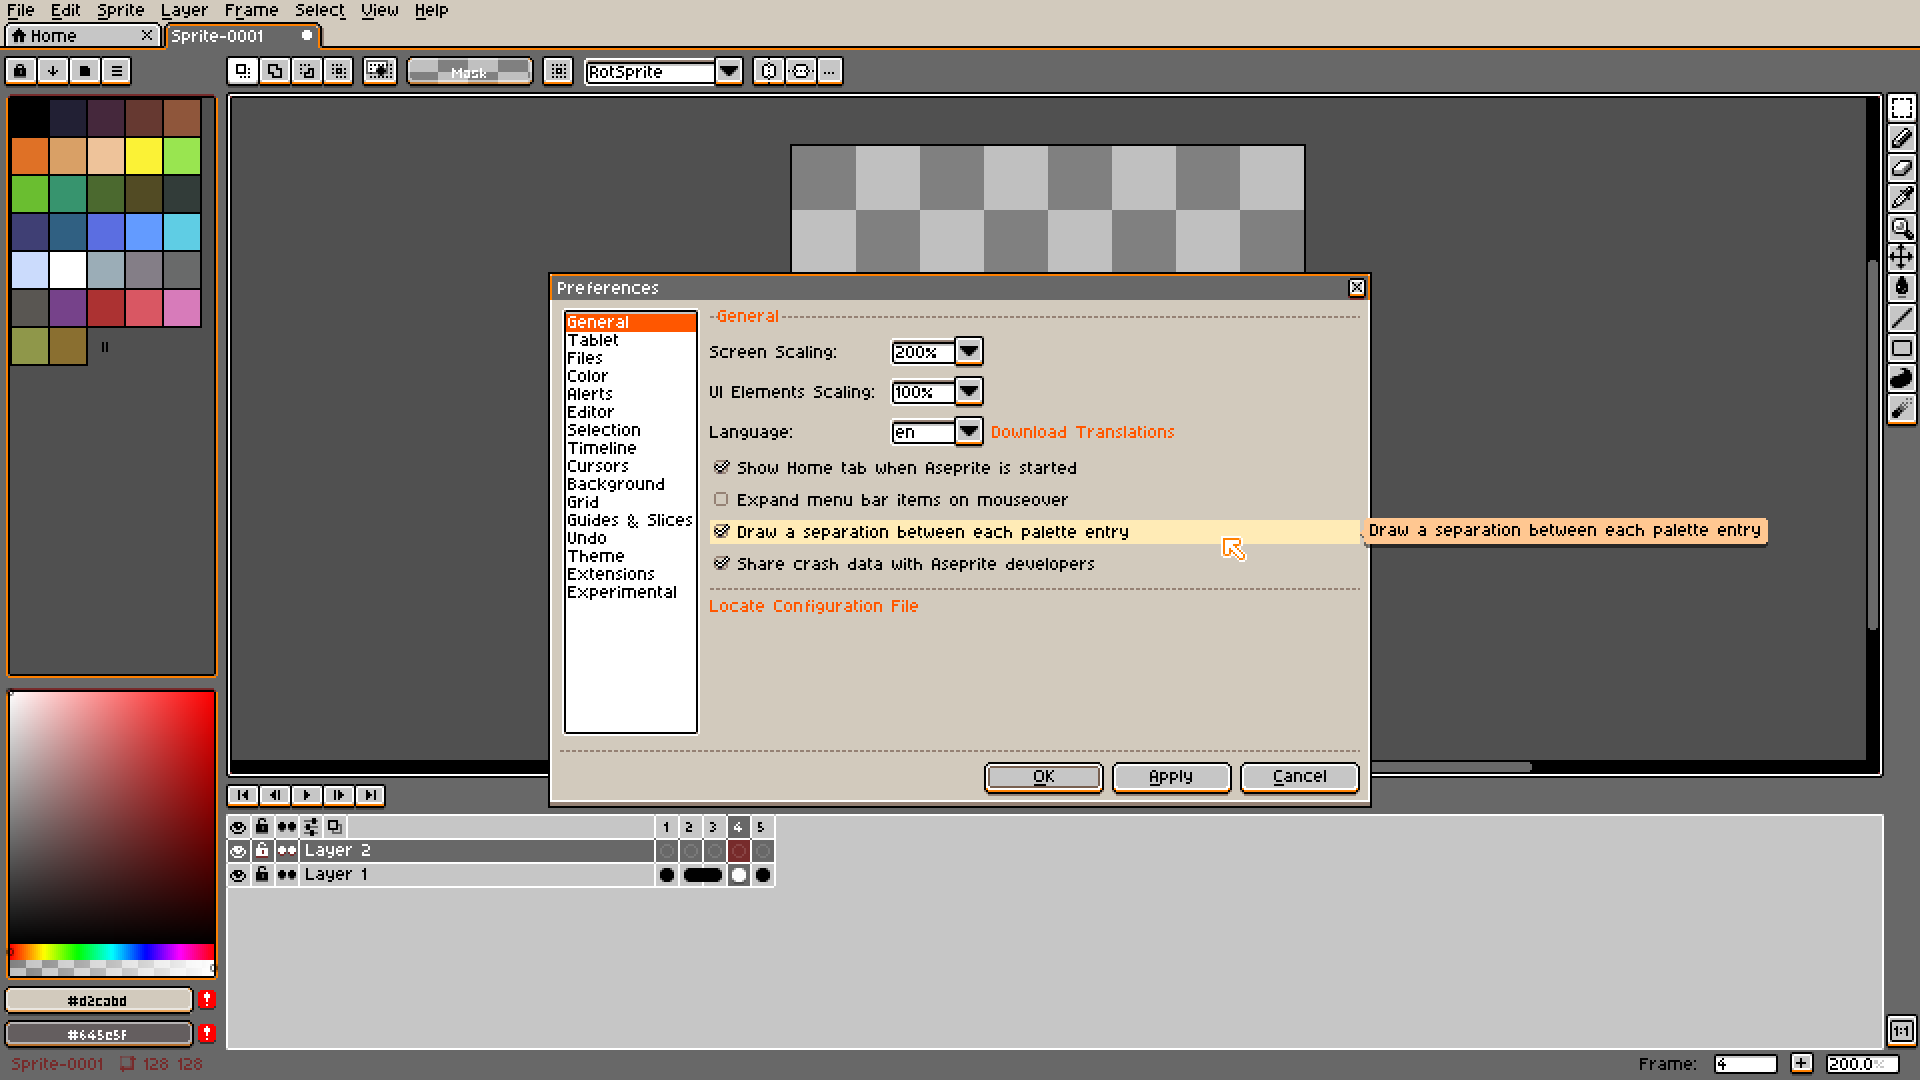 File Edit Sprite Layer Frame Select View Help
Home
Sprite-0001
Mask
RotSprite
...
Preferences
General
Tablet
Files
Color
Alerts
Editor
Selection
Timeline
Cursors
Background
Grid
Guides & Slices
Undo
Theme
Extensions
Experimental
General
Screen Scaling: 200%
UI Elements Scaling: 100%
Language: en Download Translations
Show Home tab when Aseprite is started
Expand menu bar items on mouseover
Draw a separation between each palette entry
Draw a separation between each palette entry
Share crash data with Aseprite developers
Locate Configuration File
OK Apply Cancel
1 2 3 4 5
Layer 2
Layer 1
#d2cabd
#645e5f
1:1
Sprite-0001 128 128
Frame: 4 + 200.0%